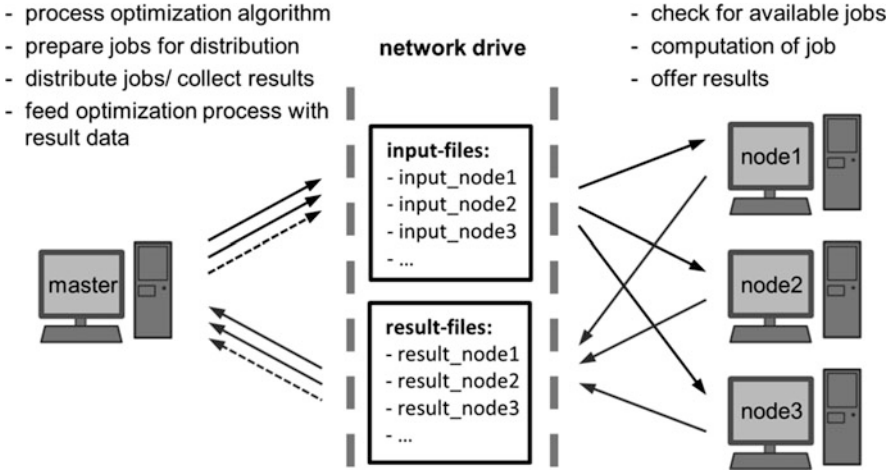 - process optimization algorithm
- prepare jobs for distribution
- distribute jobs/ collect results
- feed optimization process with
result data
network drive
- check for available jobs
- computation of job
- offer results
master
input-files:
- input_node1
- input_node2
- input_node3
- ...
result-files:
- result_node1
- result_node2
- result_node3
- ...
node1
node2
node3